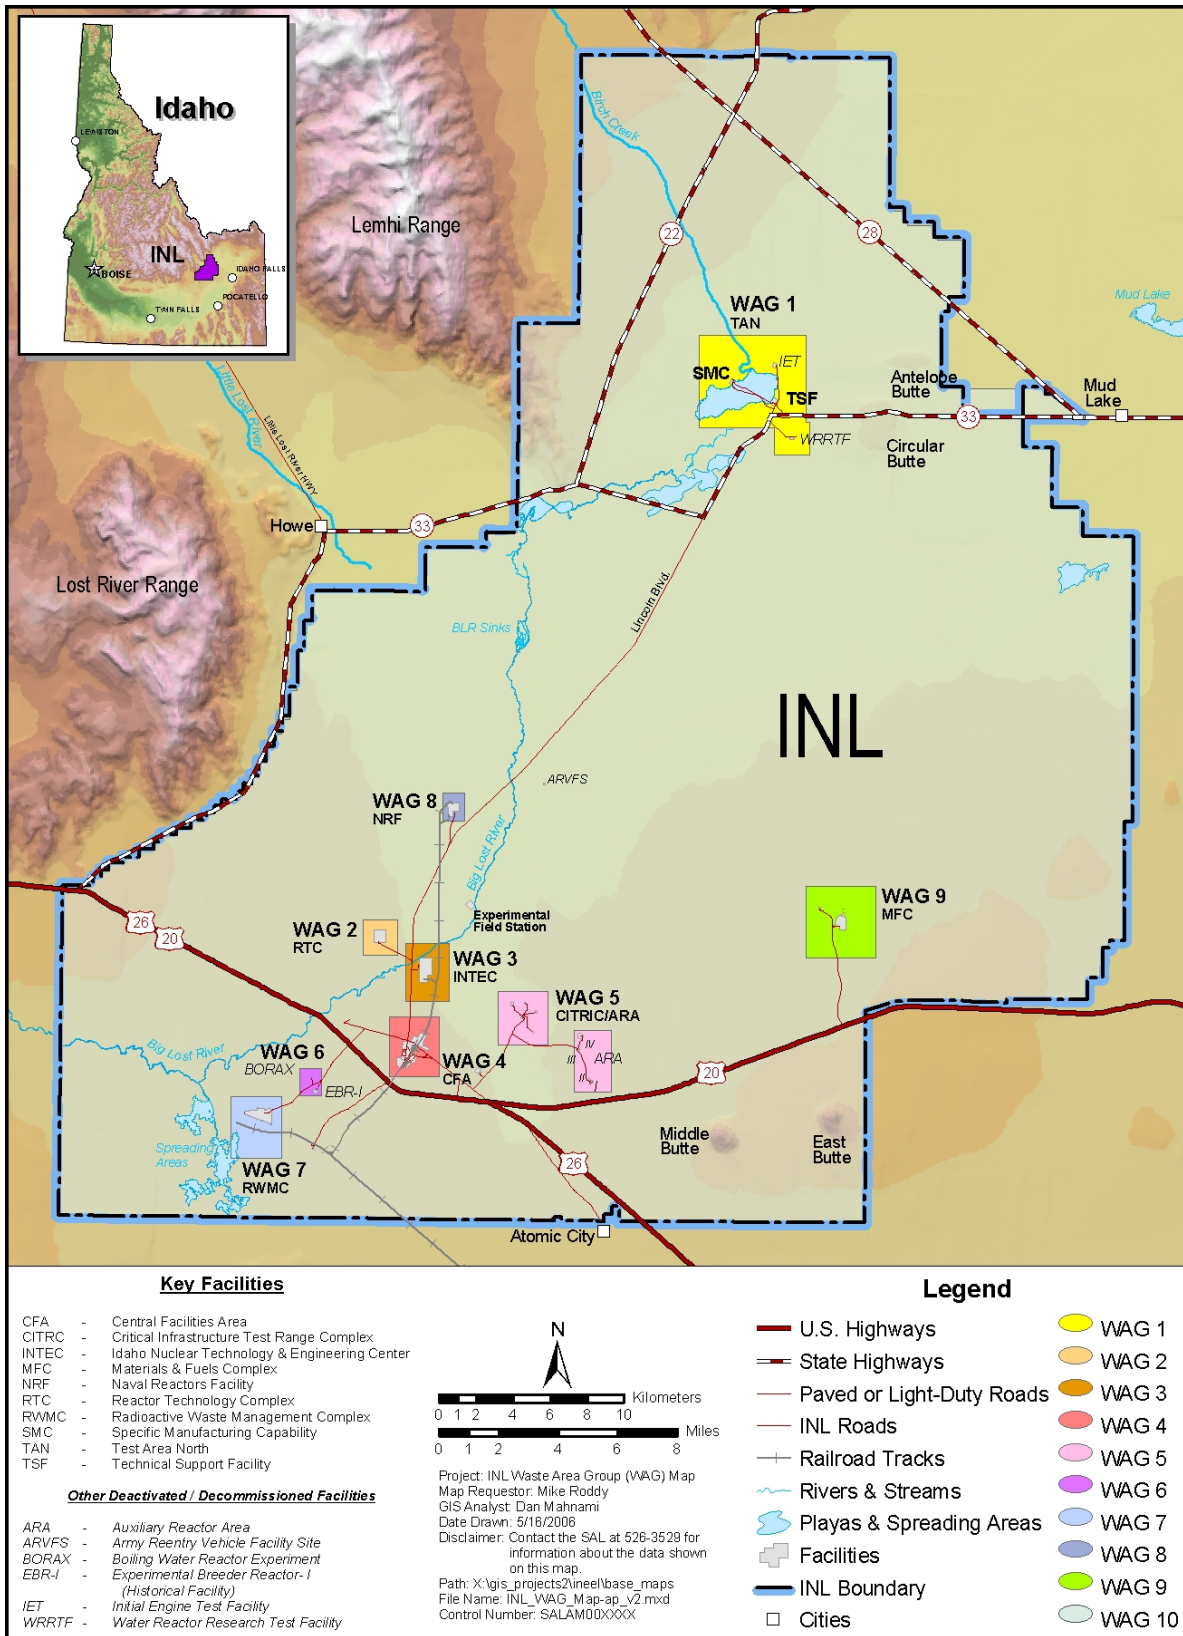 Idaho
LEWISTON
INL
BOISE
IDAHO FALLS
POCATELLO
TWIN FALLS
Lemhi Range
Birch Creek
22
28
Mud Lake
WAG 1
TAN
IET
SMC
TSF
WRRTF
Antelope
Butte
33
Mud
Lake
Circular
Butte
Little Lost River
Little Lost River HWY
Howe
33
Lost River Range
BLR Sinks
Lincoln Blvd.
INL
ARVFS
WAG 8
NRF
Big Lost River
Experimental
Field Station
WAG 9
MFC
26
20
WAG 2
RTC
WAG 3
INTEC
WAG 5
CITRIC/ARA
IV
III
ARA
II
I
Big Lost River
WAG 6
BORAX
EBR-I
WAG 4
CFA
20
Spreading
Areas
WAG 7
RWMC
Middle
Butte
East
Butte
26
Atomic City
Key Facilities
CFA - Central Facilities Area
CITRC - Critical Infrastructure Test Range Complex
INTEC - Idaho Nuclear Technology & Engineering Center
MFC - Materials & Fuels Complex
NRF - Naval Reactors Facility
RTC - Reactor Technology Complex
RWMC - Radioactive Waste Management Complex
SMC - Specific Manufacturing Capability
TAN - Test Area North
TSF - Technical Support Facility
Other Deactivated / Decommissioned Facilities
ARA - Auxiliary Reactor Area
ARVFS - Army Reentry Vehicle Facility Site
BORAX - Boiling Water Reactor Experiment
EBR-I - Experimental Breeder Reactor- I
(Historical Facility)
IET - Initial Engine Test Facility
WRRTF - Water Reactor Research Test Facility
N
Kilometers
0 1 2 4 6 8 10
Miles
0 1 2 4 6 8
Project: INL Waste Area Group (WAG) Map
Map Requestor: Mike Roddy
GIS Analyst: Dan Mahnami
Date Drawn: 5/16/2006
Disclaimer: Contact the SAL at 526-3529 for
information about the data shown
on this map.
Path: X:\gis_projects2\ineel\base_maps
File Name: INL_WAG_Map-ap_v2.mxd
Control Number: SALAM00XXXX
Legend
U.S. Highways
State Highways
Paved or Light-Duty Roads
INL Roads
Railroad Tracks
Rivers & Streams
Playas & Spreading Areas
Facilities
INL Boundary
Cities
WAG 1
WAG 2
WAG 3
WAG 4
WAG 5
WAG 6
WAG 7
WAG 8
WAG 9
WAG 10